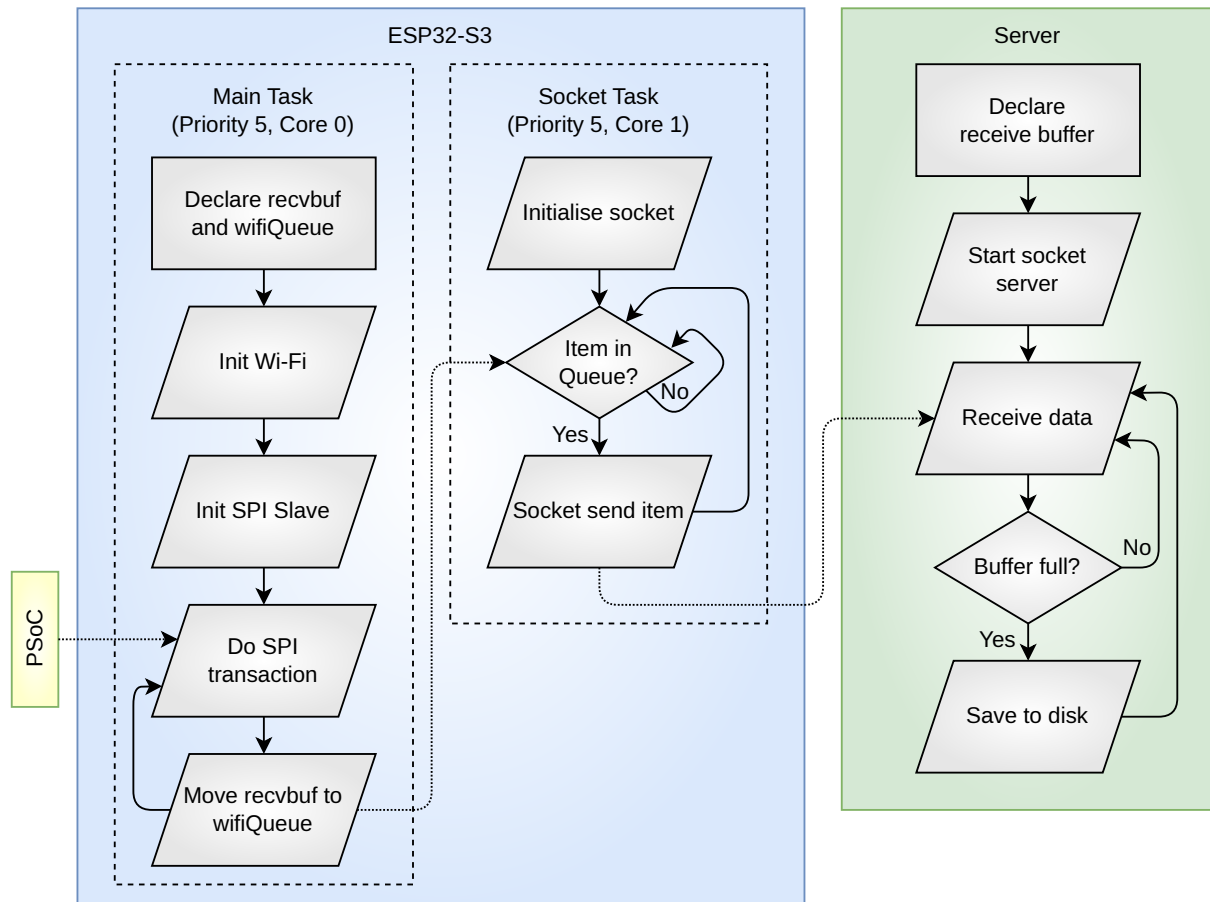 ESP32-S3
Main Task
(Priority 5, Core 0)
Declare recvbuf
and wifiQueue
Init Wi-Fi
Init SPI Slave
PSoC
Do SPI
transaction
Move recvbuf to
wifiQueue
Socket Task
(Priority 5, Core 1)
Initialise socket
Item in
Queue?
No
Yes
Socket send item
Server
Declare
receive buffer
Start socket
server
Receive data
Buffer full?
No
Yes
Save to disk